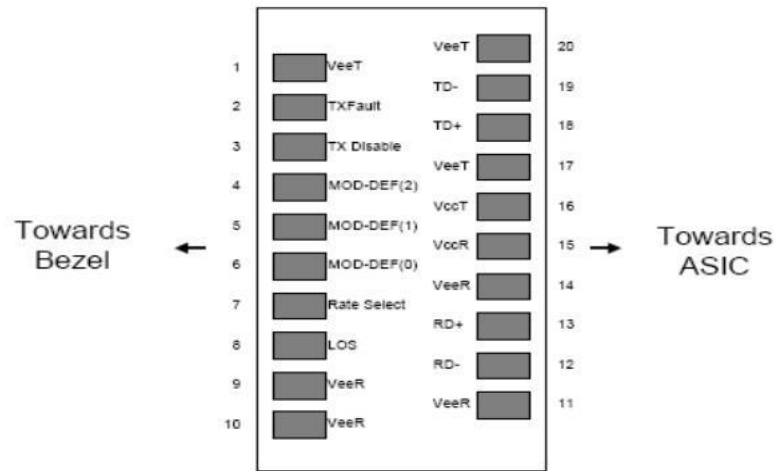 VeeT 20
1 VeeT
TD- 19
2 TXFault
TD+ 18
3 TX Disable
VeeT 17
4 MOD-DEF(2)
VccT 16
5 MOD-DEF(1)
Towards
Bezel
VccR 15
Towards
ASIC
6 MOD-DEF(0)
VeeR 14
7 Rate Select
RD+ 13
8 LOS
RD- 12
9 VeeR
VeeR 11
10 VeeR